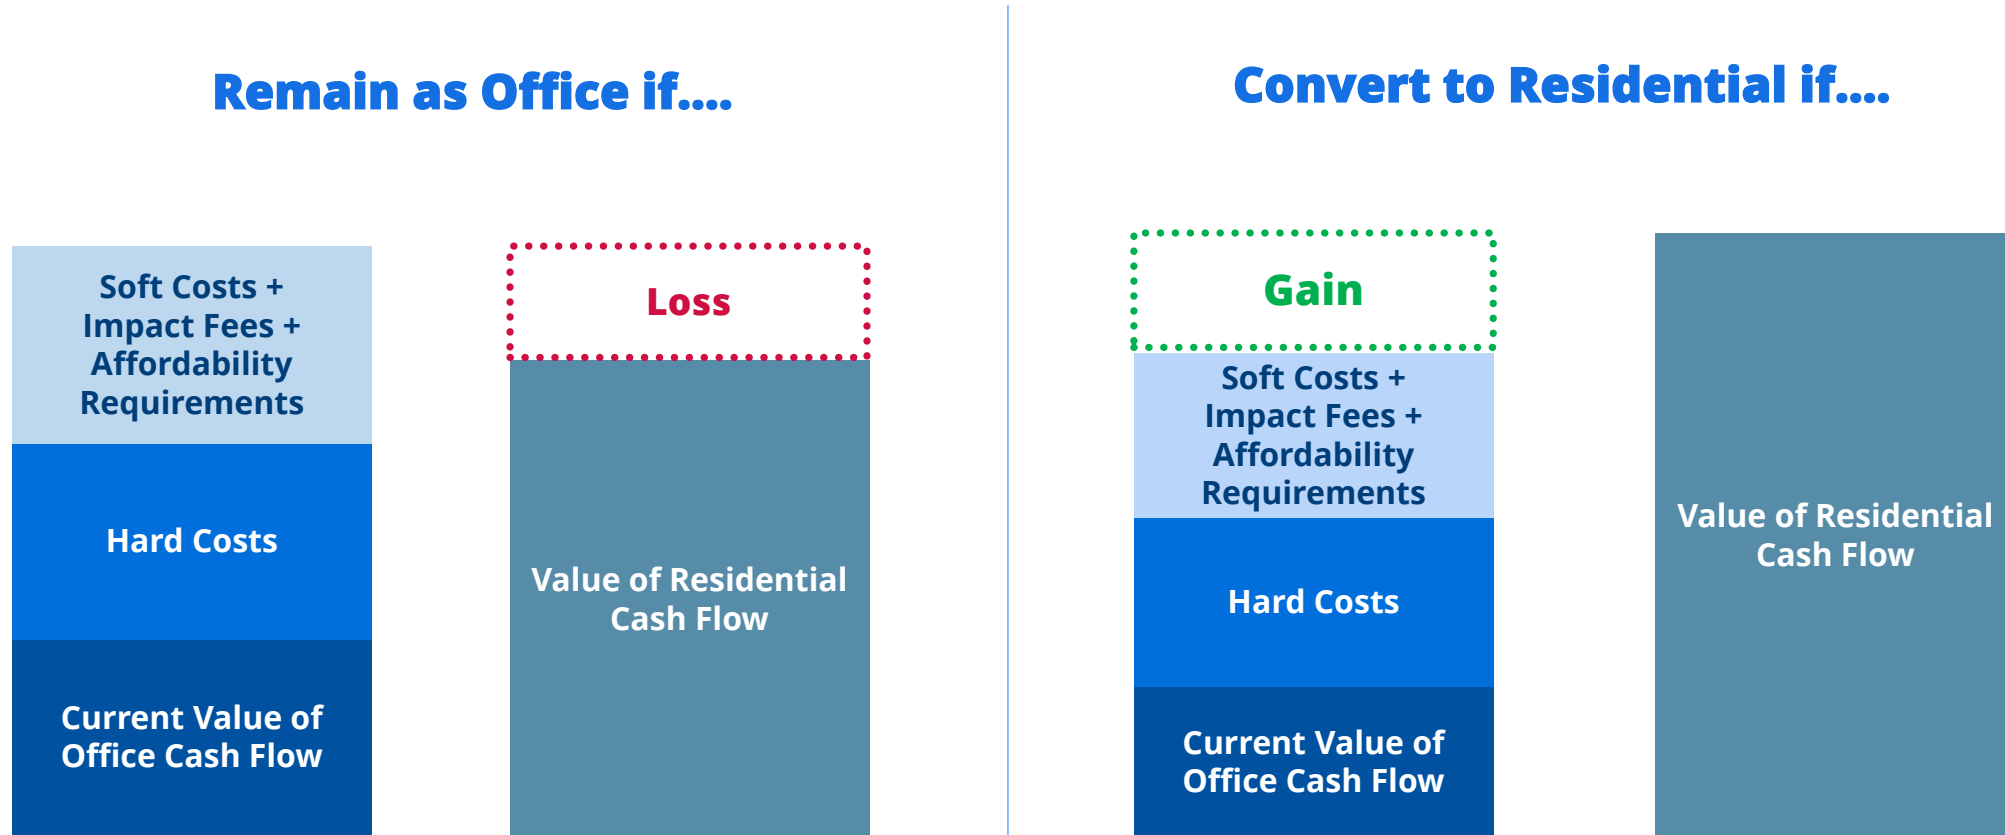 Remain as Office if....
Soft Costs +
Impact Fees +
Affordability
Requirements
Hard Costs
Current Value of
Office Cash Flow
Loss
Value of Residential
Cash Flow
Convert to Residential if....
Gain
Soft Costs +
Impact Fees +
Affordability
Requirements
Hard Costs
Current Value of
Office Cash Flow
Value of Residential
Cash Flow